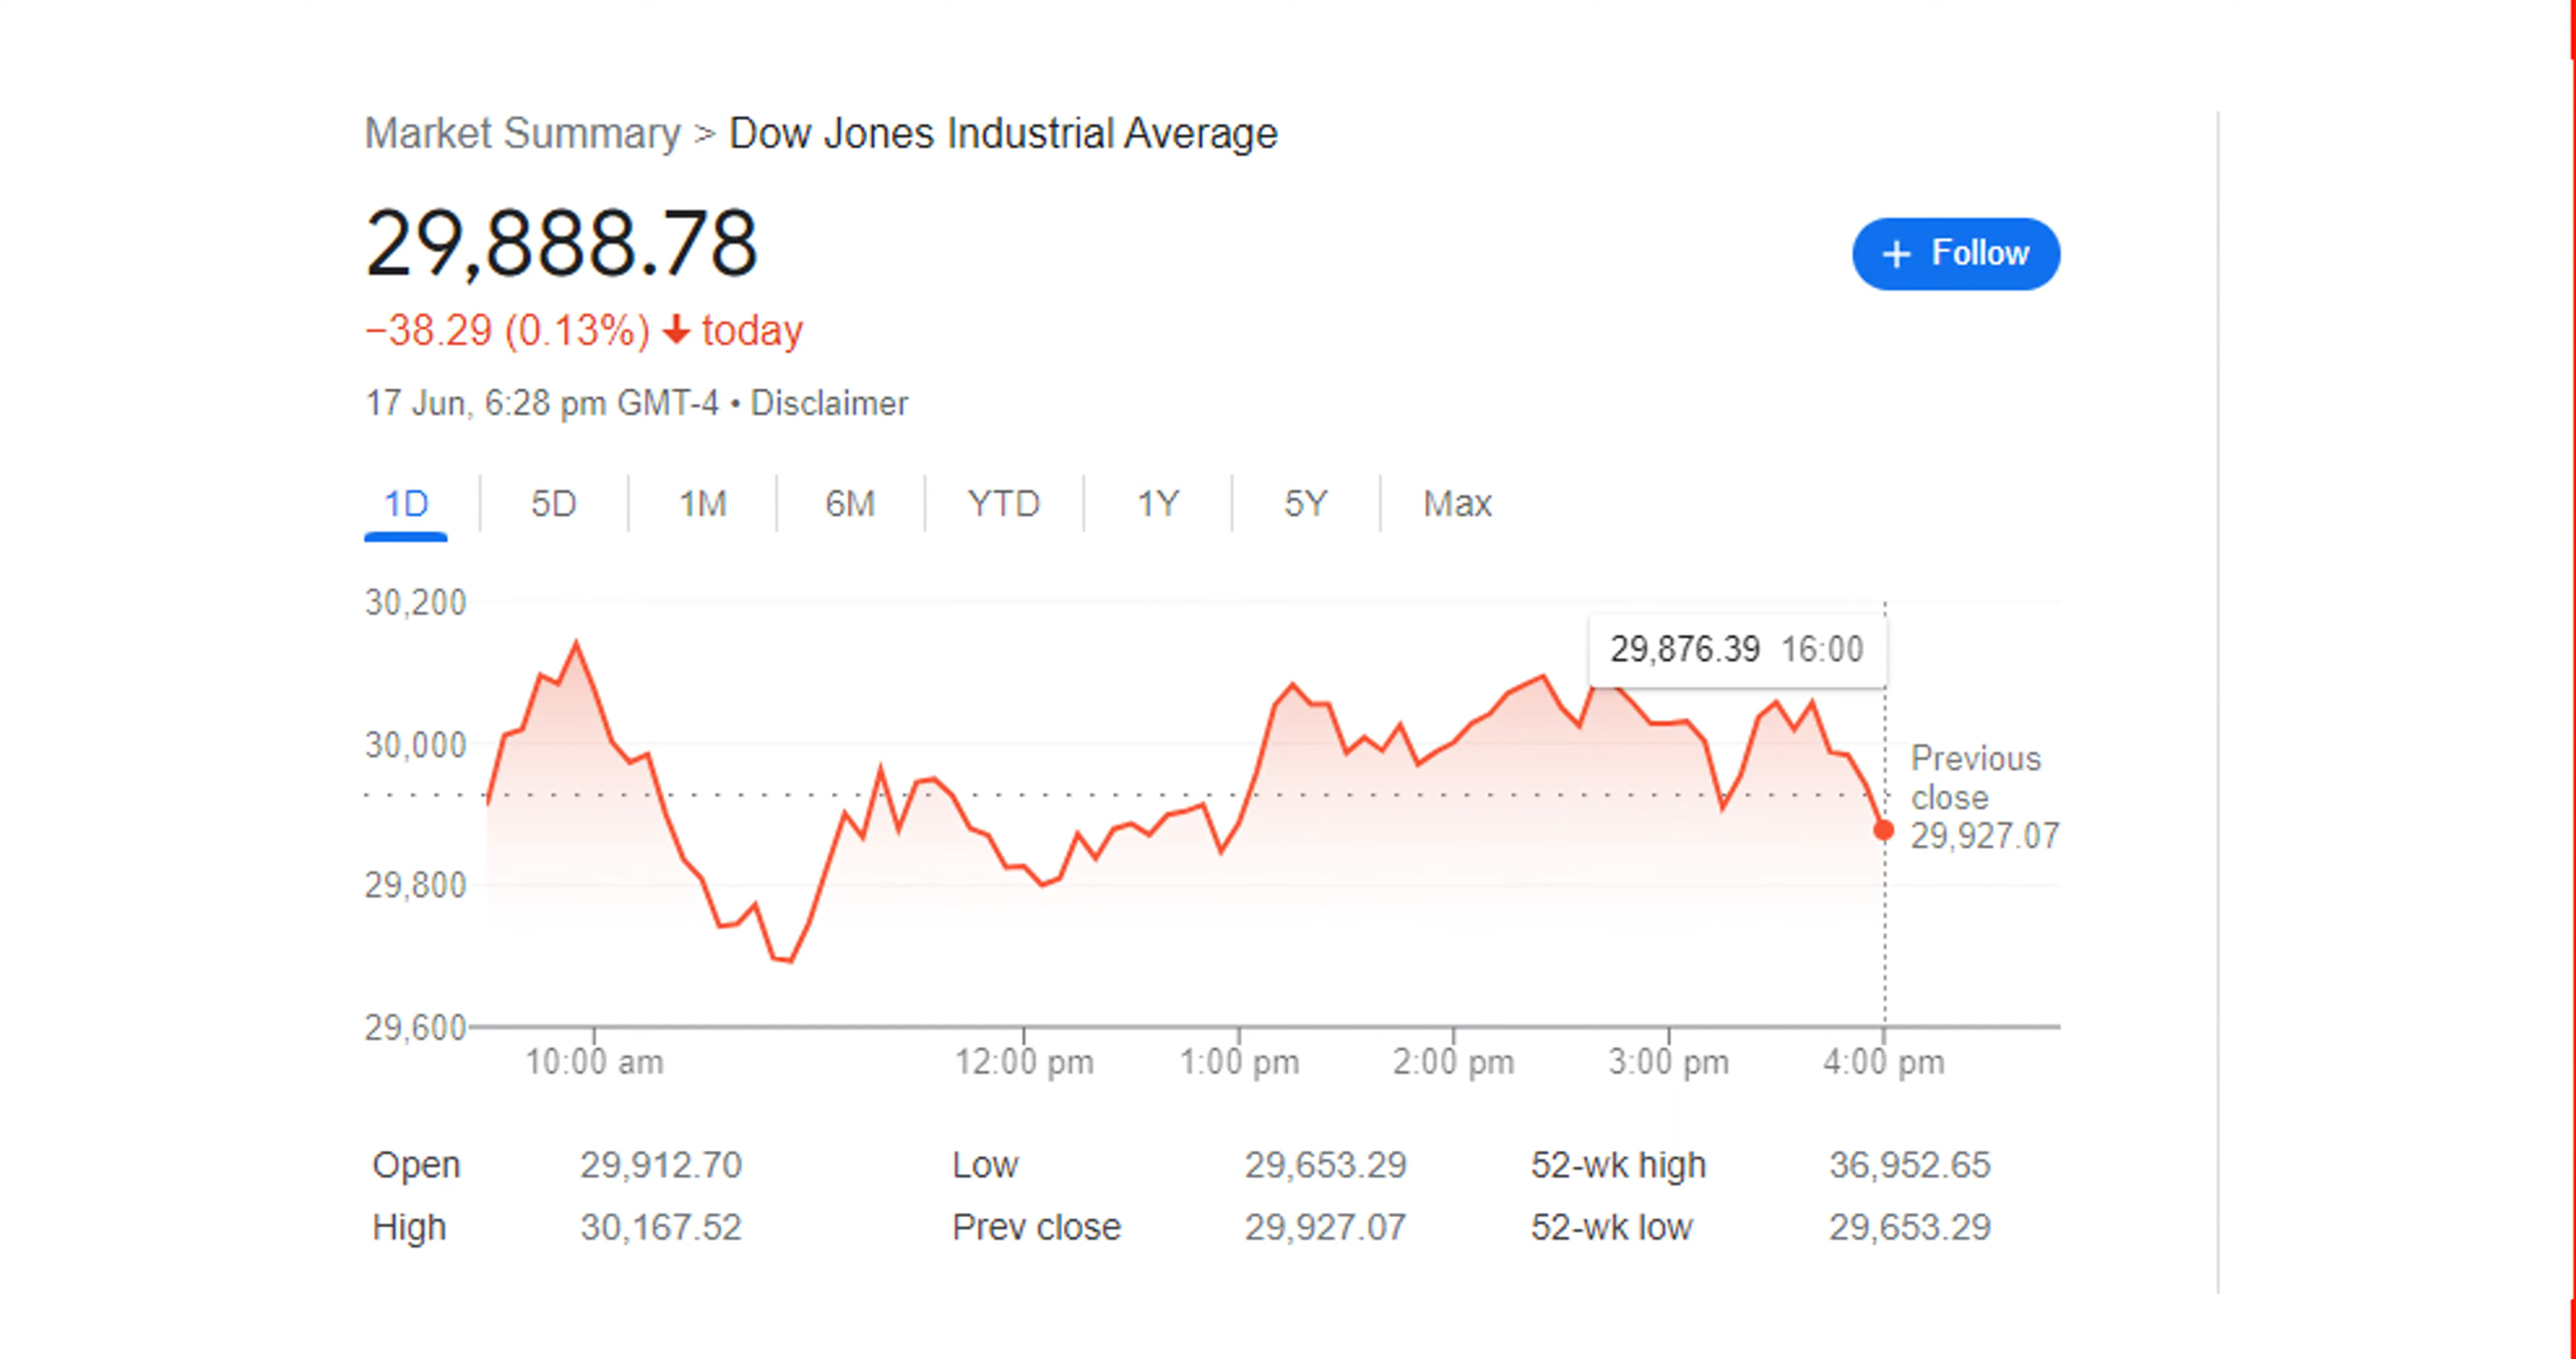 Market Summary > Dow Jones Industrial Average
29,888.78
+ Follow
−38.29 (0.13%) ↓ today
17 Jun, 6:28 pm GMT-4 • Disclaimer
1D 5D 1M 6M YTD 1Y 5Y Max
30,200
29,876.39 16:00
30,000
Previous
close
29,927.07
29,800
29,600
10:00 am 12:00 pm 1:00 pm 2:00 pm 3:00 pm 4:00 pm
Open 29,912.70 Low 29,653.29 52-wk high 36,952.65
High 30,167.52 Prev close 29,927.07 52-wk low 29,653.29